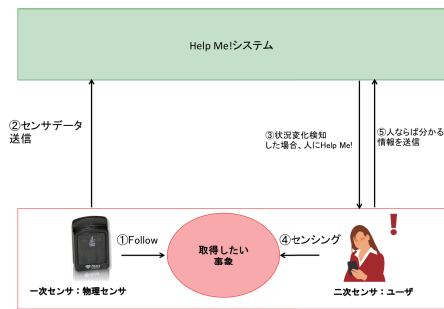 Help Me!システム
②センサデータ
送信
③状況変化検知
した場合、人にHelp Me!
⑤人ならば分かる
情報を送信
①Follow
取得したい
事象
④センシング
一次センサ：物理センサ
二次センサ：ユーザ